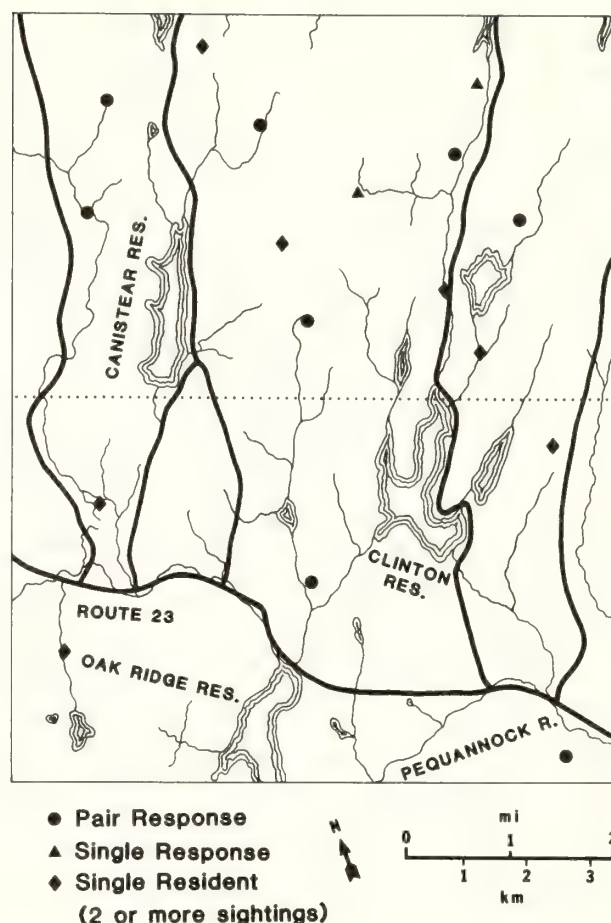 CANISTEAR RES.
CLINTON
RES.
ROUTE 23
OAK RIDGE RES.
PEQUANNOCK R.
● Pair Response
▲ Single Response
◆ Single Resident
(2 or more sightings)
N
mi
0 1 2
1 2 3
km